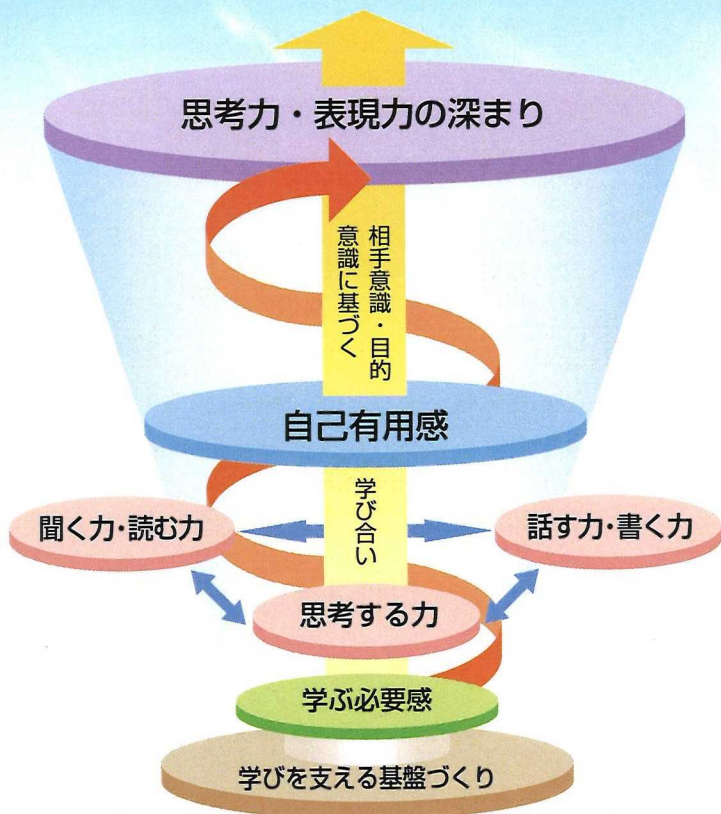 思考力・表現力の深まり
相手意識・目的
意識に基づく
自己有用感
学び合い
聞く力・読む力
話す力・書く力
思考する力
学ぶ必要感
学びを支える基盤づくり